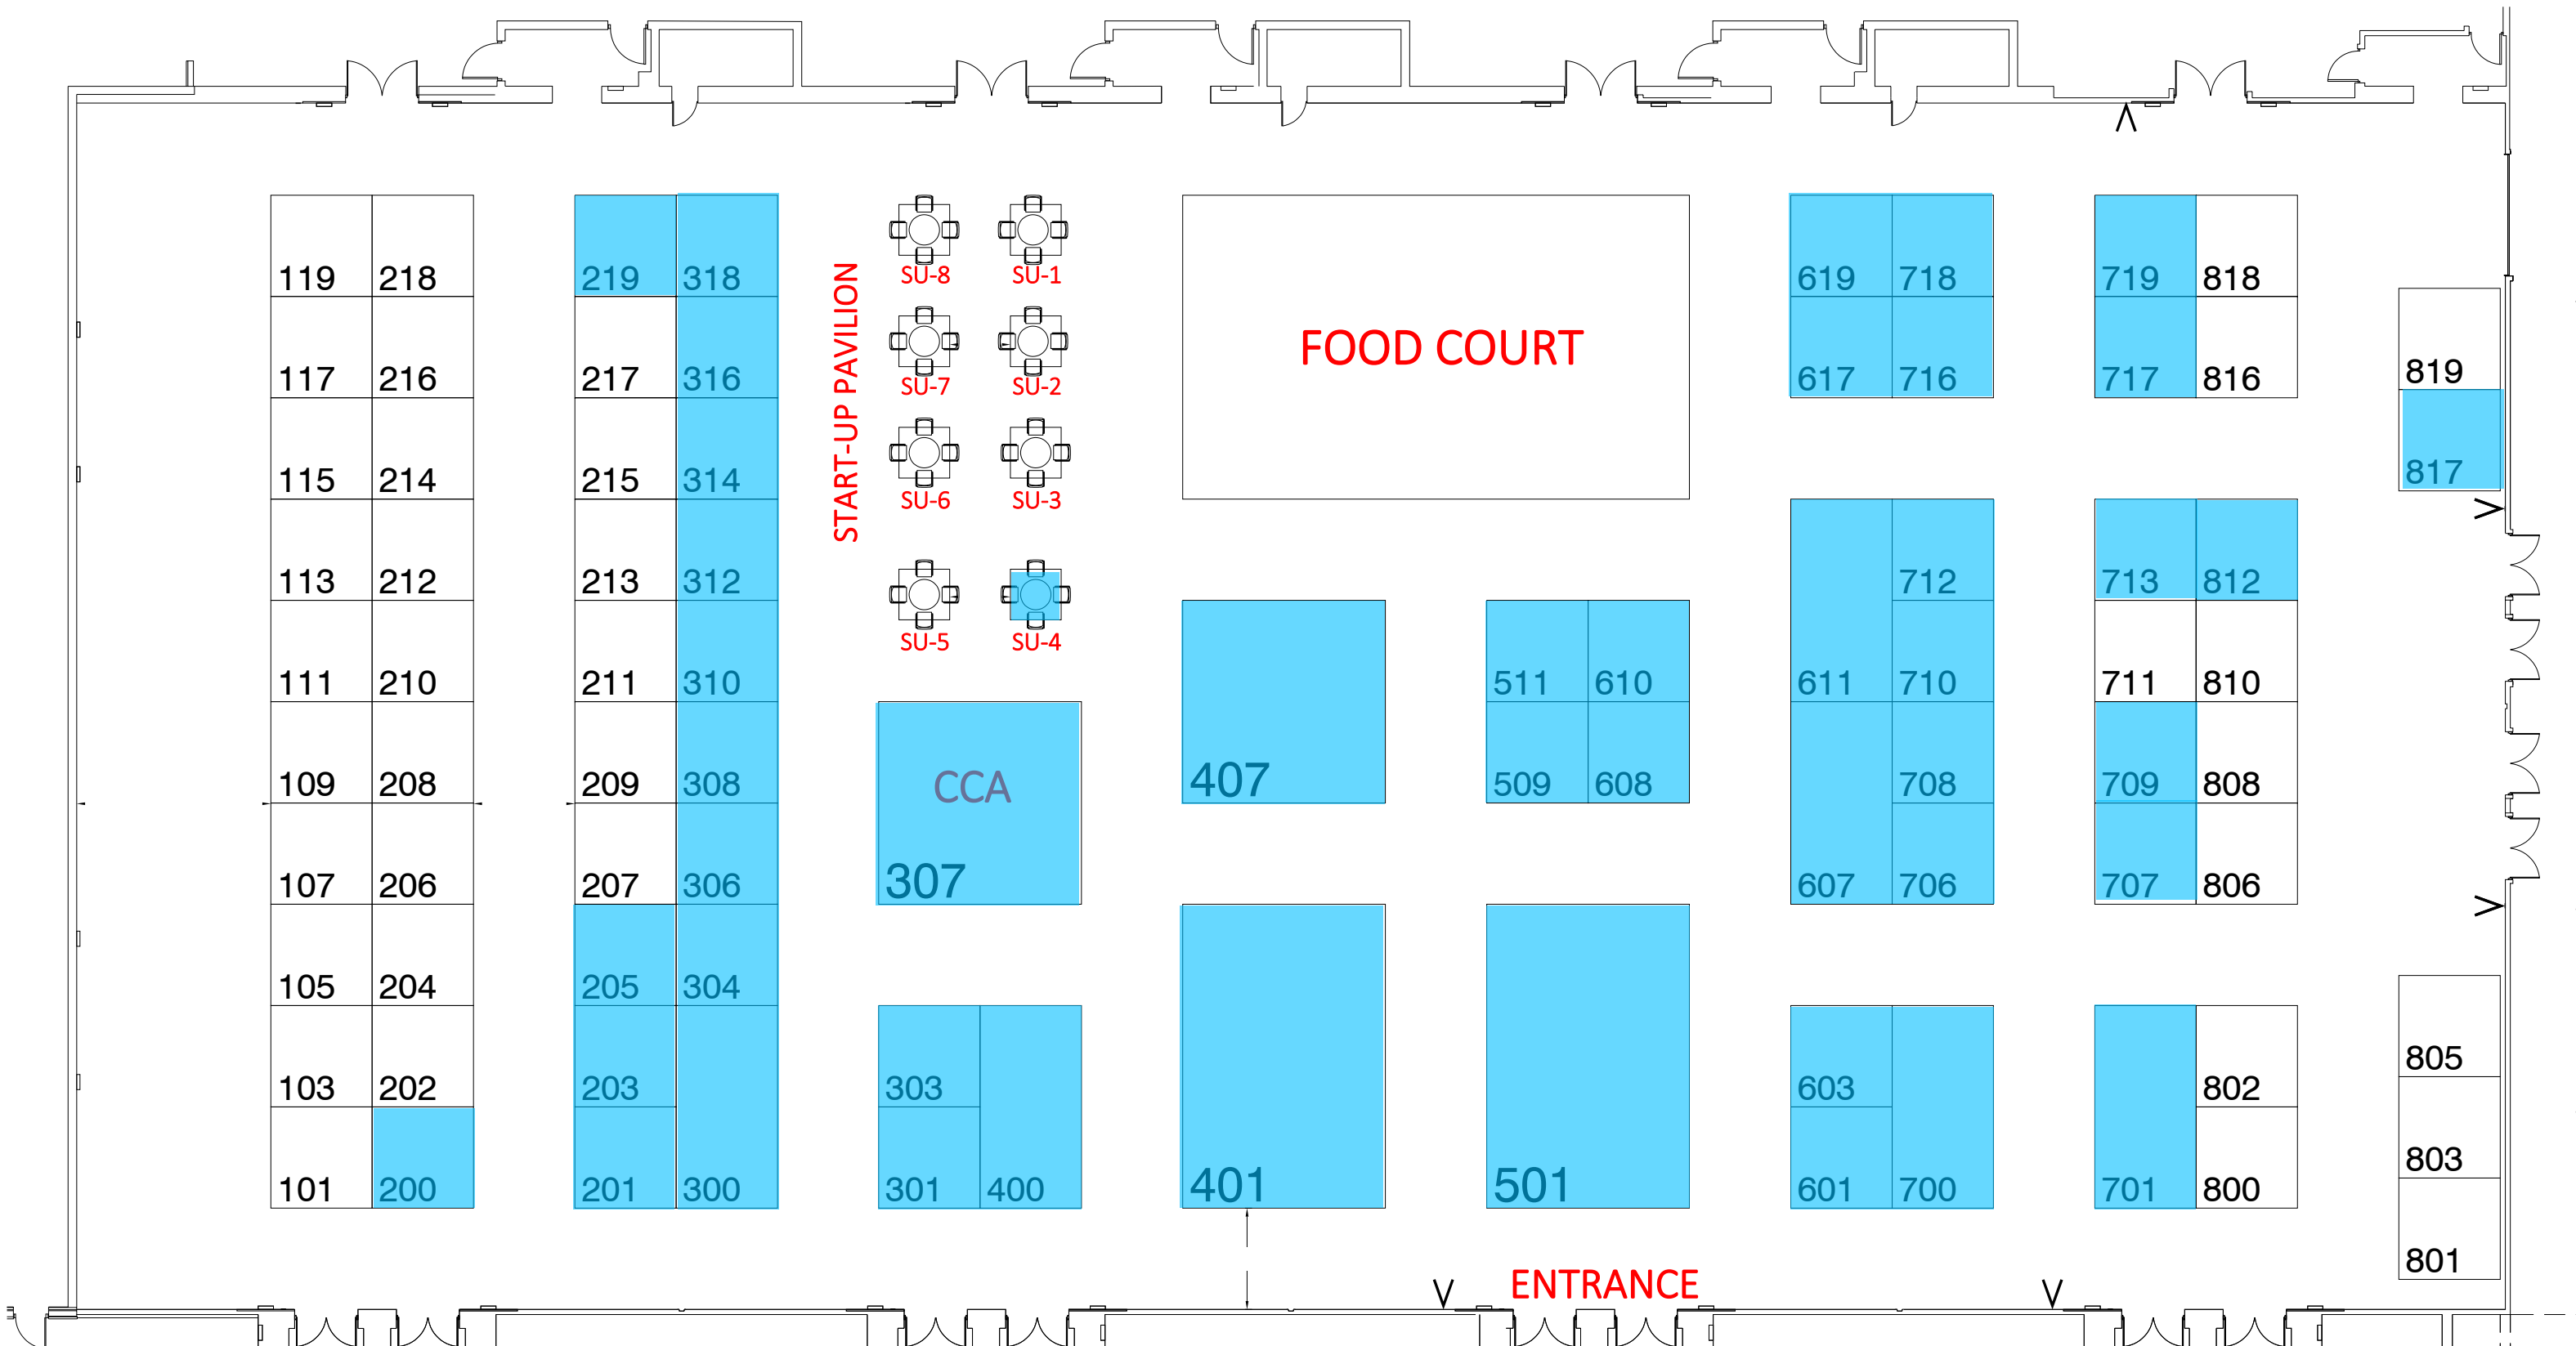 SU-8 SU-1
119 218 219 318 619 718 719 818
START-UP PAVILION
FOOD COURT
819
117 216 217 316 SU-7 SU-2 617 716 717 816
817
115 214 215 314 SU-6 SU-3
113 212 213 312 712 713 812
SU-5 SU-4
111 210 211 310 511 610 611 710 711 810
109 208 209 308 CCA 407 509 608 708 709 808
107 206 207 306 307 607 706 707 806
105 204 205 304
805
103 202 203 303 603 802
803
101 200 201 300 301 400 401 501 601 700 701 800
801
ENTRANCE